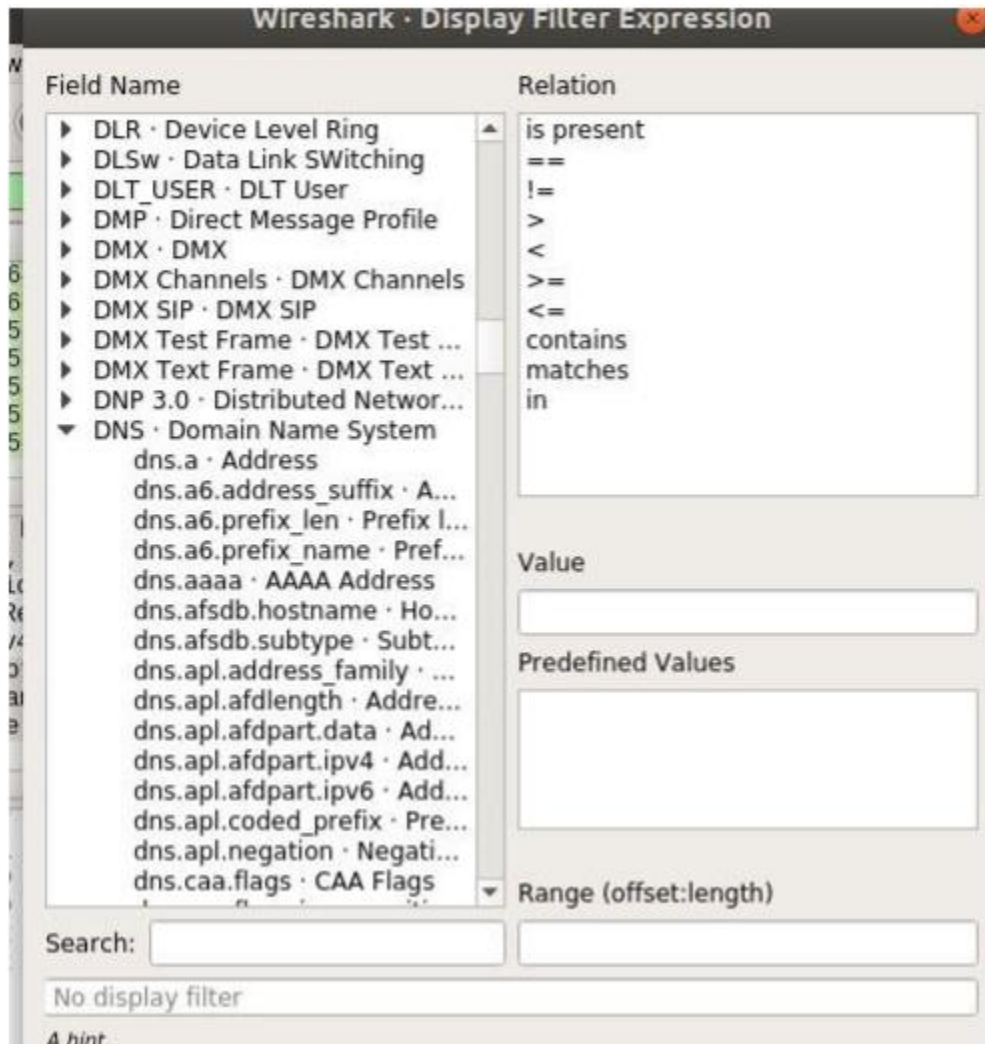 Wireshark · Display Filter Expression
Field Name
DLR · Device Level Ring
DLSw · Data Link SWitching
DLT_USER · DLT User
DMP · Direct Message Profile
DMX · DMX
DMX Channels · DMX Channels
DMX SIP · DMX SIP
DMX Test Frame · DMX Test ...
DMX Text Frame · DMX Text ...
DNP 3.0 · Distributed Networ...
DNS · Domain Name System
dns.a · Address
dns.a6.address_suffix · A...
dns.a6.prefix_len · Prefix l...
dns.a6.prefix_name · Pref...
dns.aaaa · AAAA Address
dns.afsdb.hostname · Ho...
dns.afsdb.subtype · Subt...
dns.apl.address_family · ...
dns.apl.afdlength · Addre...
dns.apl.afdpart.data · Ad...
dns.apl.afdpart.ipv4 · Add...
dns.apl.afdpart.ipv6 · Add...
dns.apl.coded_prefix · Pre...
dns.apl.negation · Negati...
dns.caa.flags · CAA Flags
Search:
No display filter
A hint.
Relation
is present
==
!=
>
<
>=
<=
contains
matches
in
Value
Predefined Values
Range (offset:length)